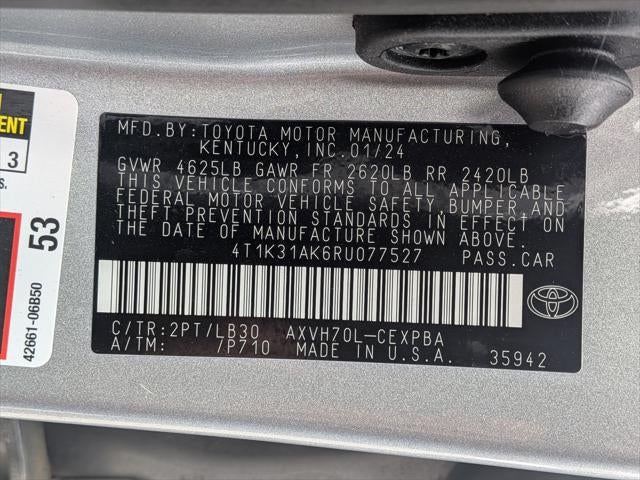 MFD.BY:TOYOTA MOTOR MANUFACTURING,
KENTUCKY, INC.01/24
GVWR 4625LB GAWR FR 2620LB RR 2420LB
THIS VEHICLE CONFORMS TO ALL APPLICABLE
FEDERAL MOTOR VEHICLE SAFETY, BUMPER AND
THEFT PREVENTION STANDARDS IN EFFECT ON
THE DATE OF MANUFACTURE SHOWN ABOVE.
4T1K31AK6RU077527 PASS.CAR
C/TR:2PT/LB30 AXVH70L-CEXPBA
A/TM: /P710 MADE IN U.S.A. 35942
3
53
42661-06B50